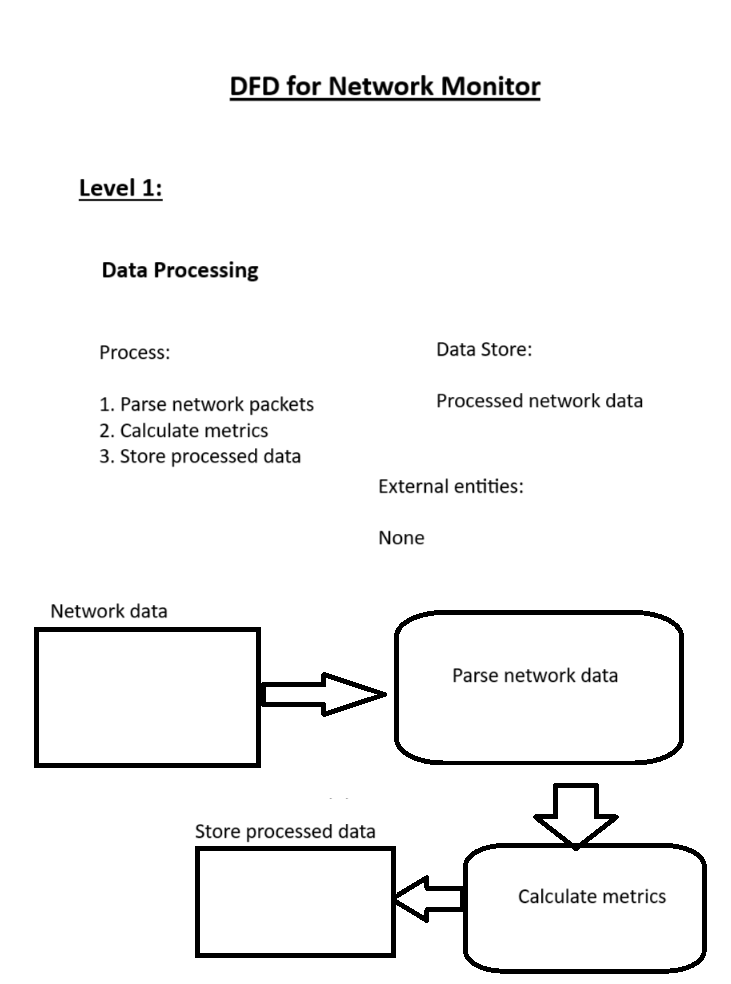 DFD for Network Monitor
Level 1:
Data Processing
Process:
1. Parse network packets
2. Calculate metrics
3. Store processed data
Data Store:
Processed network data
External entities:
None
Network data
Parse network data
Store processed data
Calculate metrics